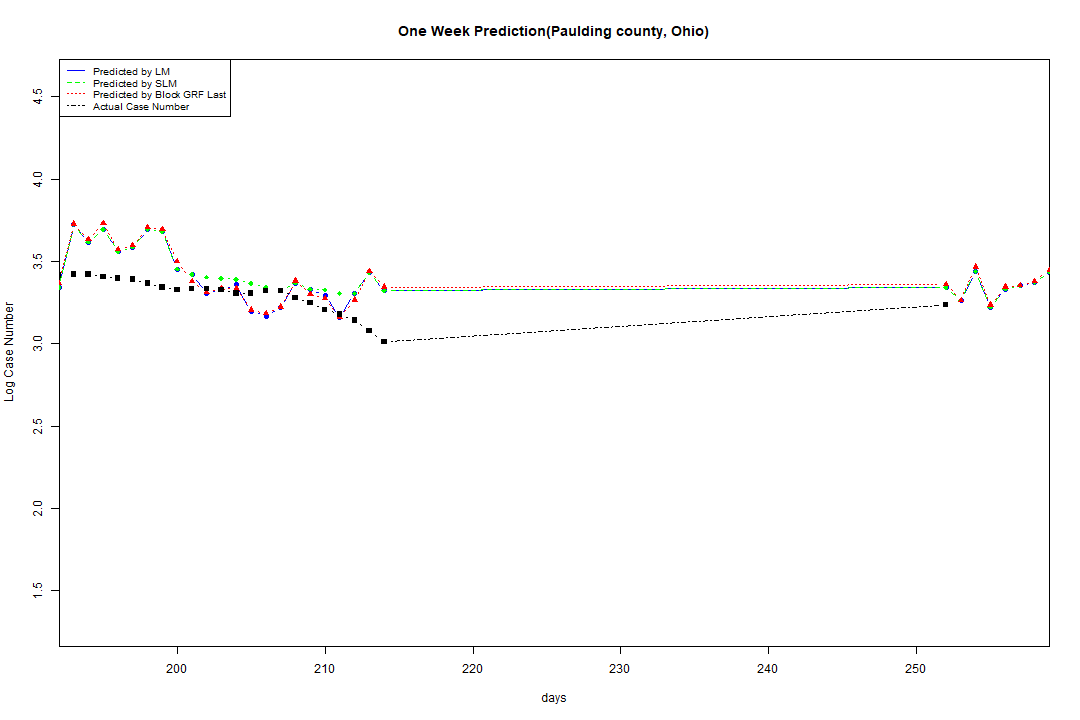 One Week Prediction(Paulding county, Ohio)
Predicted by LM
Predicted by SLM
Predicted by Block GRF Last
Actual Case Number
4.5
4.0
3.5
3.0
2.5
2.0
1.5
Log Case Number
200
210
220
230
240
250
days